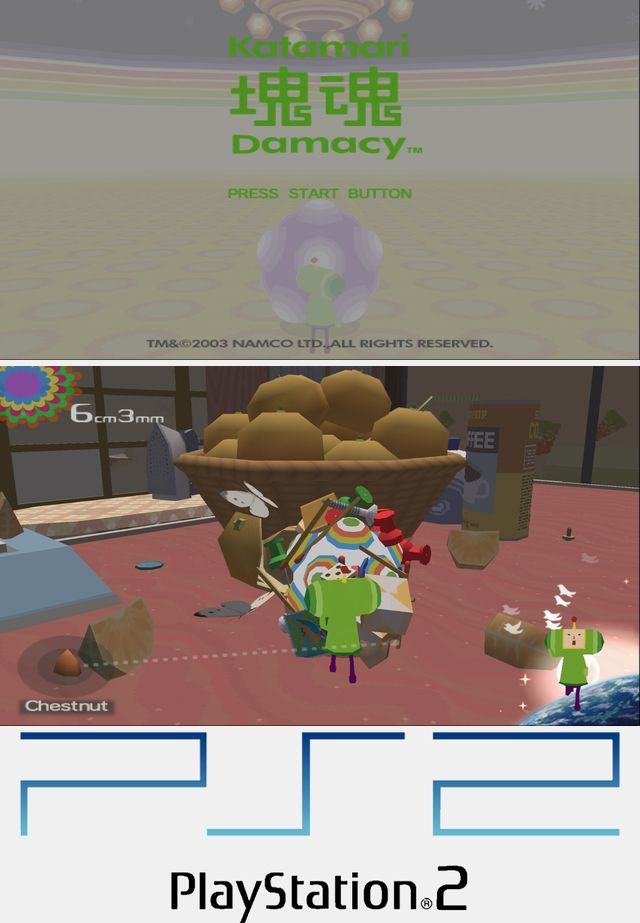 Katamari
塊魂
Damacy™
PRESS START BUTTON
TM&©2003 NAMCO LTD., ALL RIGHTS RESERVED.
6cm3mm
Chestnut
PS2
PlayStation®2